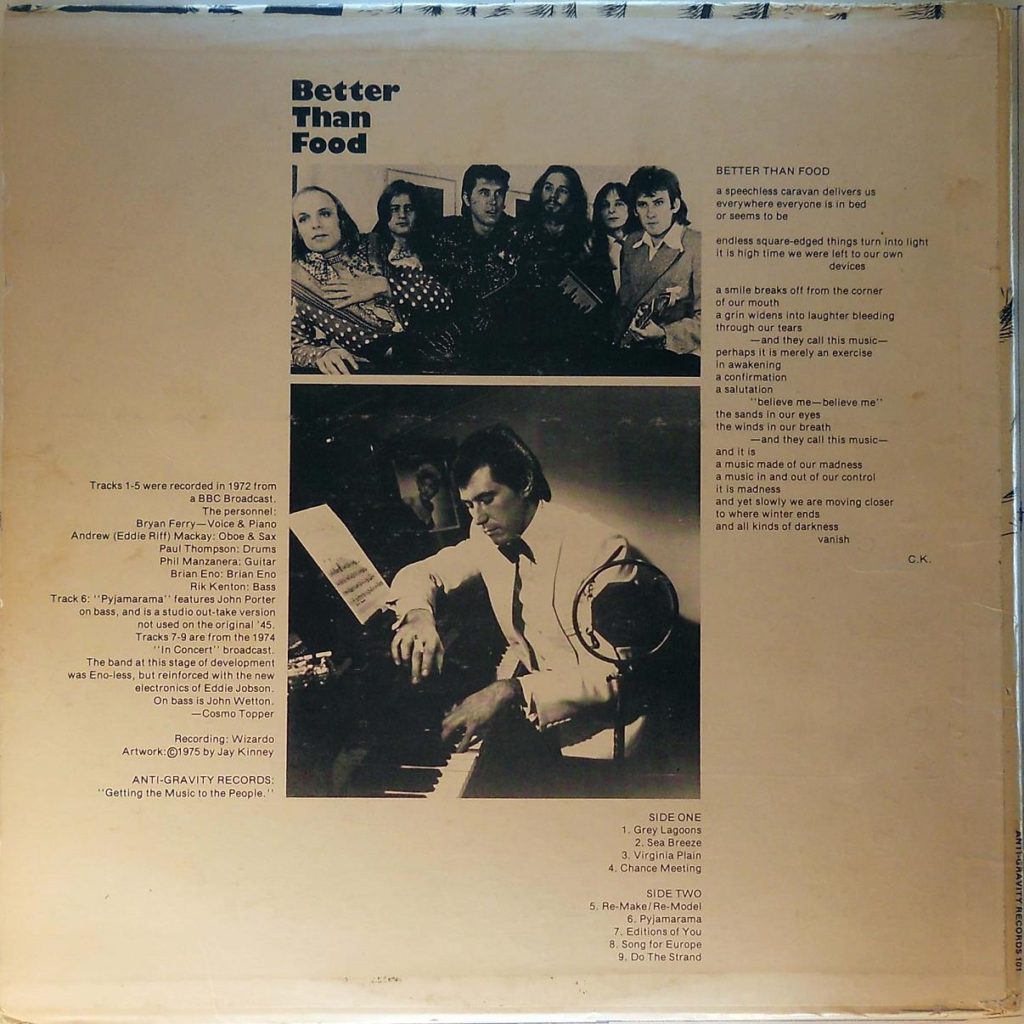 Better
Than
Food
BETTER THAN FOOD
a speechless caravan delivers us
everywhere everyone is in bed
or seems to be
endless square-edged things turn into light
it is high time we were left to our own
devices
a smile breaks off from the corner
of our mouth
a grin widens into laughter bleeding
through our tears
—and they call this music—
perhaps it is merely an exercise
in awakening
a confirmation
a salutation
"believe me—believe me"
the sands in our eyes
the winds in our breath
—and they call this music—
and it is
a music made of our madness
a music in and out of our control
it is madness
and yet slowly we are moving closer
to where winter ends
and all kinds of darkness
vanish
C.K.
Tracks 1-5 were recorded in 1972 from
a BBC Broadcast.
The personnel:
Bryan Ferry—Voice & Piano
Andrew (Eddie Riff) Mackay: Oboe & Sax
Paul Thompson: Drums
Phil Manzanera: Guitar
Brian Eno: Brian Eno
Rik Kenton: Bass
Track 6: "Pyjamarama" features John Porter
on bass, and is a studio out-take version
not used on the original '45.
Tracks 7-9 are from the 1974
"In Concert" broadcast.
The band at this stage of development
was Eno-less, but reinforced with the new
electronics of Eddie Jobson.
On bass is John Wetton.
—Cosmo Topper
Recording: Wizardo
Artwork: ©1975 by Jay Kinney
ANTI-GRAVITY RECORDS:
"Getting the Music to the People."
SIDE ONE
1. Grey Lagoons
2. Sea Breeze
3. Virginia Plain
4. Chance Meeting
SIDE TWO
5. Re-Make/Re-Model
6. Pyjamarama
7. Editions of You
8. Song for Europe
9. Do The Strand
ANTI-GRAVITY RECORDS 101